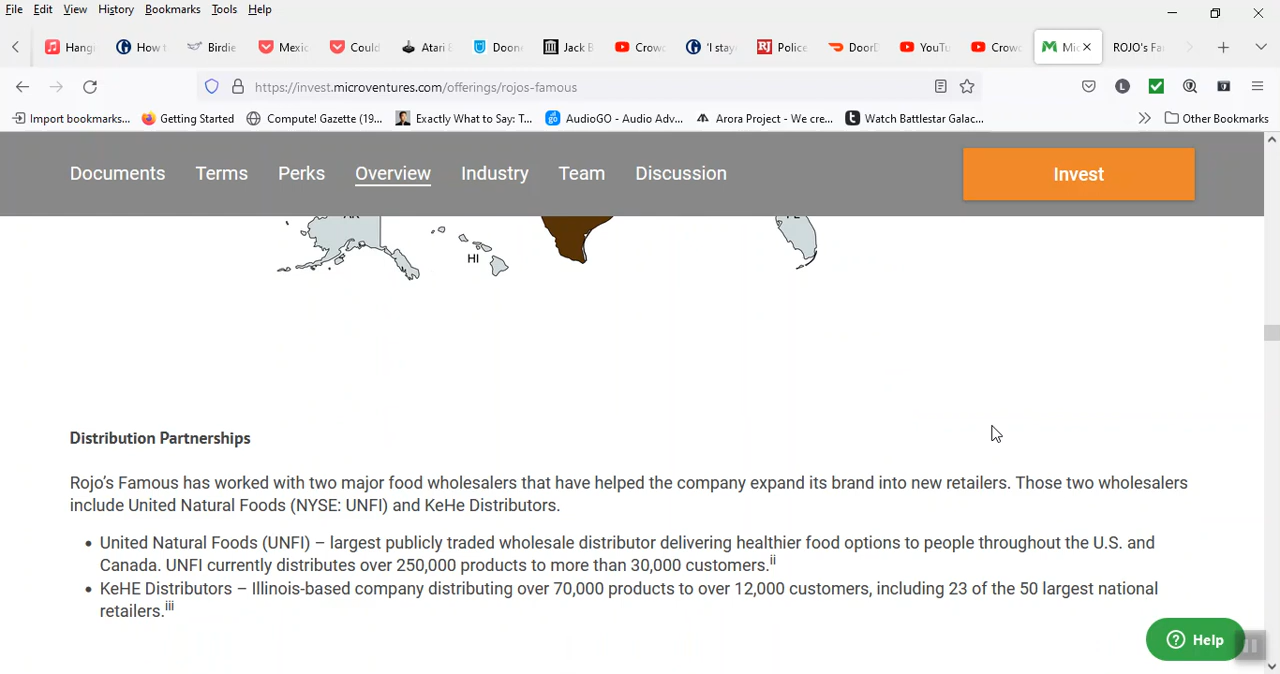 File Edit View History Bookmarks Tools Help
Hang How t Birdie Mexic Could Atari & Doone Jack B Crowd 'I stay Police DoorD YouTu Crowd Mic ROJO's Fa
https://invest.microventures.com/offerings/rojos-famous
Import bookmarks... Getting Started Compute! Gazette (19... Exactly What to Say: T... AudioGO - Audio Adv... Arora Project - We cre... Watch Battlestar Galac... Other Bookmarks
Documents Terms Perks Overview Industry Team Discussion Invest
AK
FL
HI
Distribution Partnerships
Rojo's Famous has worked with two major food wholesalers that have helped the company expand its brand into new retailers. Those two wholesalers
include United Natural Foods (NYSE: UNFI) and KeHe Distributors.
• United Natural Foods (UNFI) – largest publicly traded wholesale distributor delivering healthier food options to people throughout the U.S. and
Canada. UNFI currently distributes over 250,000 products to more than 30,000 customers.ii
• KeHE Distributors – Illinois-based company distributing over 70,000 products to over 12,000 customers, including 23 of the 50 largest national
retailers.iii
Help